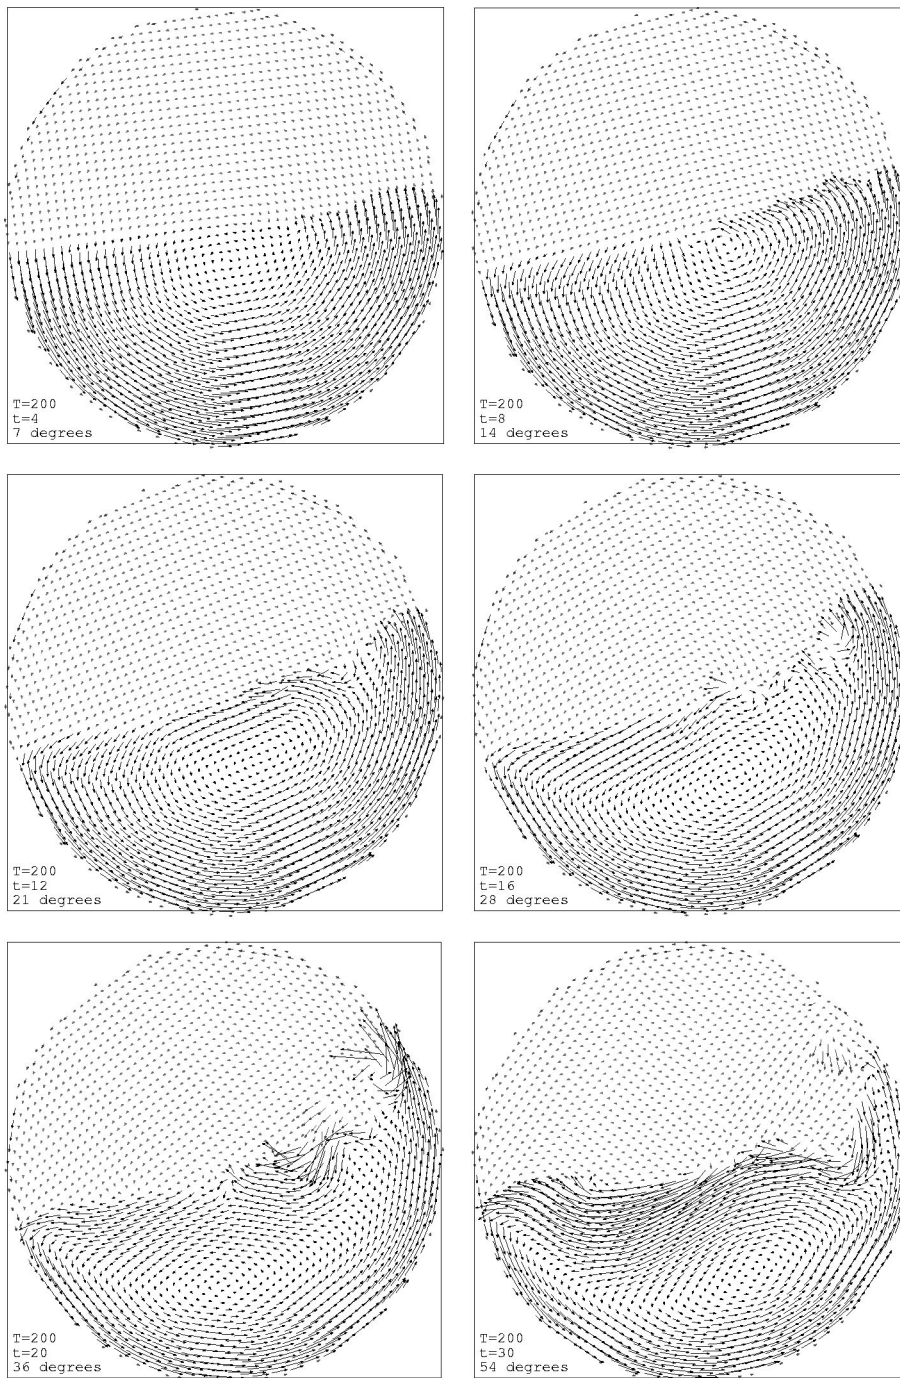 T=200
t=4
7 degrees
T=200
t=8
14 degrees
T=200
t=12
21 degrees
T=200
t=16
28 degrees
T=200
t=20
36 degrees
T=200
t=30
54 degrees